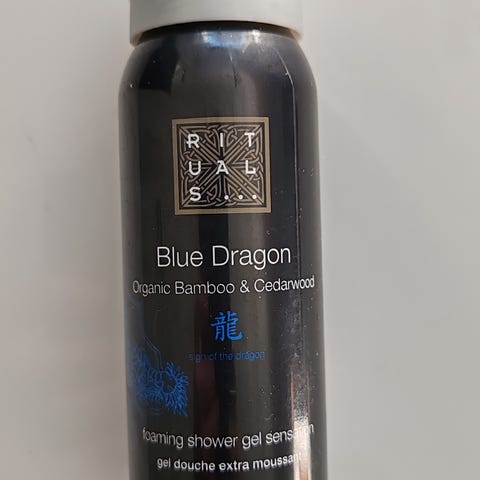 RIT
UAL
S...
Blue Dragon
Organic Bamboo & Cedarwood
龍
sign of the dragon
foaming shower gel sensation
gel douche extra moussant